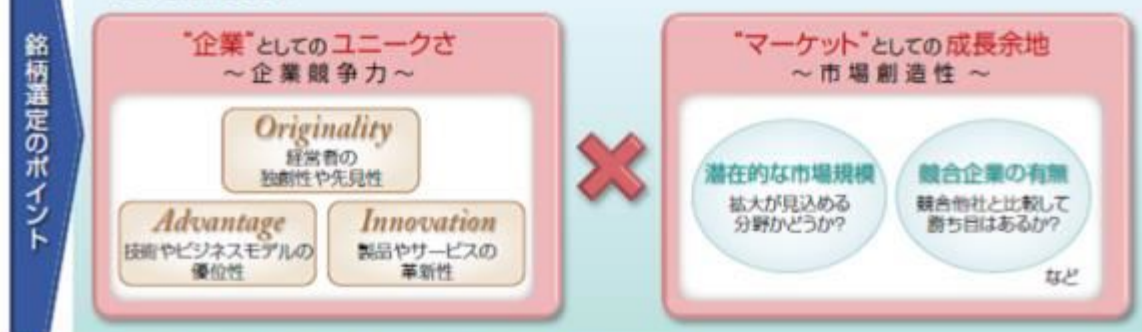 銘柄選定のポイント
"企業"としてのユニークさ
～企業競争力～
Originality
経営者の
独創性や先見性
Advantage
技術やビジネスモデルの
優位性
Innovation
製品やサービスの
革新性
"マーケット"としての成長余地
～市場創造性～
潜在的な市場規模
拡大が見込める
分野かどうか?
競合企業の有無
競合他社と比較して
勝ち目はあるか?
など